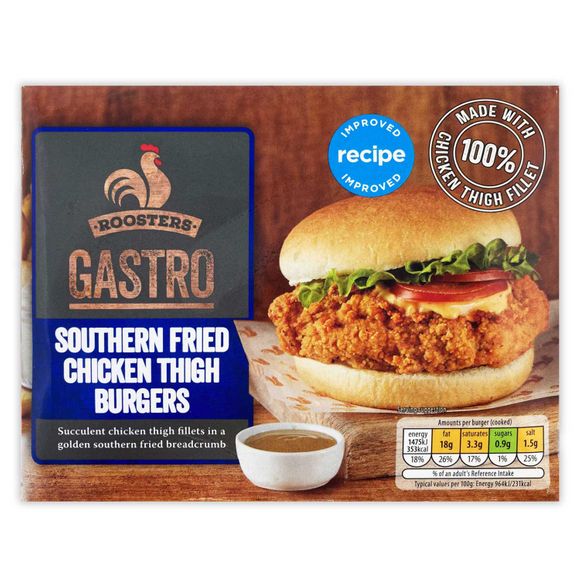 ROOSTERS
GASTRO
SOUTHERN FRIED
CHICKEN THIGH
BURGERS
Succulent chicken thigh fillets in a
golden southern fried breadcrumb
IMPROVED
recipe
IMPROVED
MADE WITH
100%
CHICKEN THIGH FILLET
Amounts per burger (cooked)
energy 1475kJ 353kcal 18%
fat 18g 26%
saturates 3.3g 17%
sugars 0.9g 1%
salt 1.5g 25%
% of an adult's Reference Intake
Typical values per 100g: Energy 964kJ/231kcal